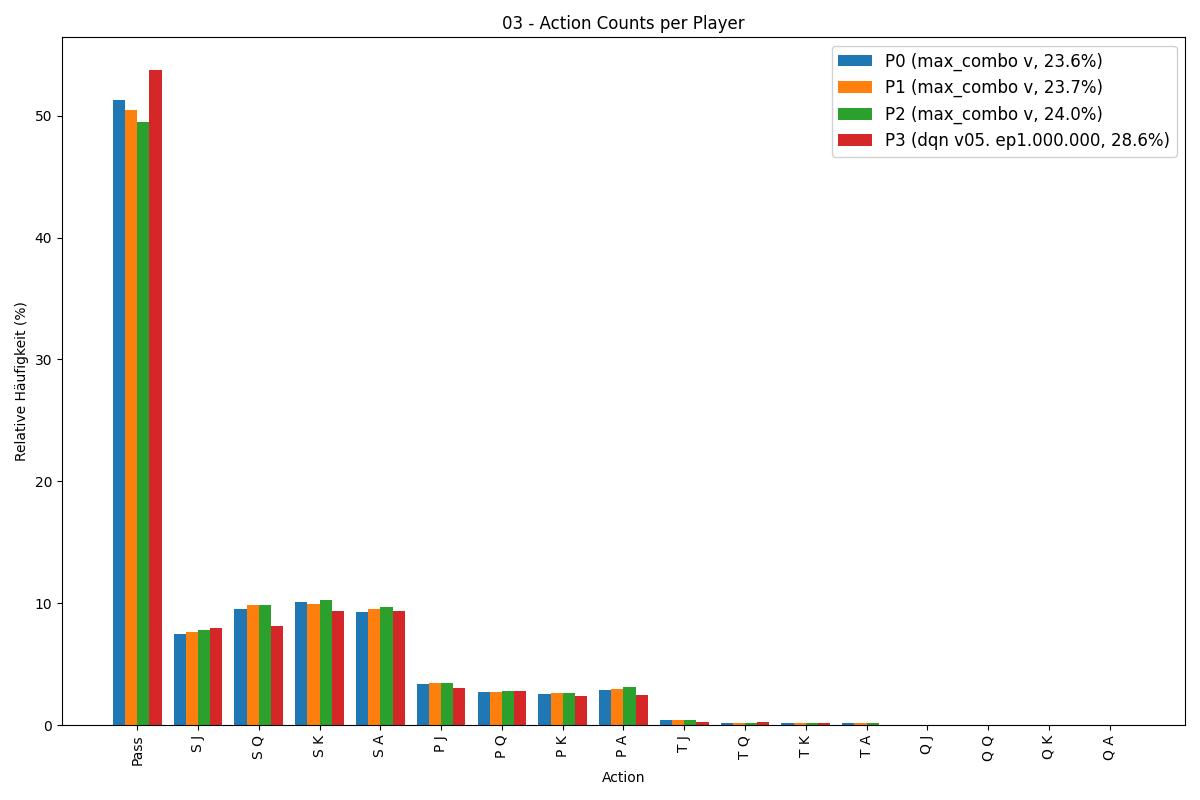 03 - Action Counts per Player
P0 (max_combo v, 23.6%)
P1 (max_combo v, 23.7%)
P2 (max_combo v, 24.0%)
P3 (dqn v05. ep1.000.000, 28.6%)
Relative Häufigkeit (%)
50
40
30
20
10
0
Pass
S J
S Q
S K
S A
P J
P Q
P K
P A
T J
T Q
T K
T A
Q J
Q Q
Q K
Q A
Action